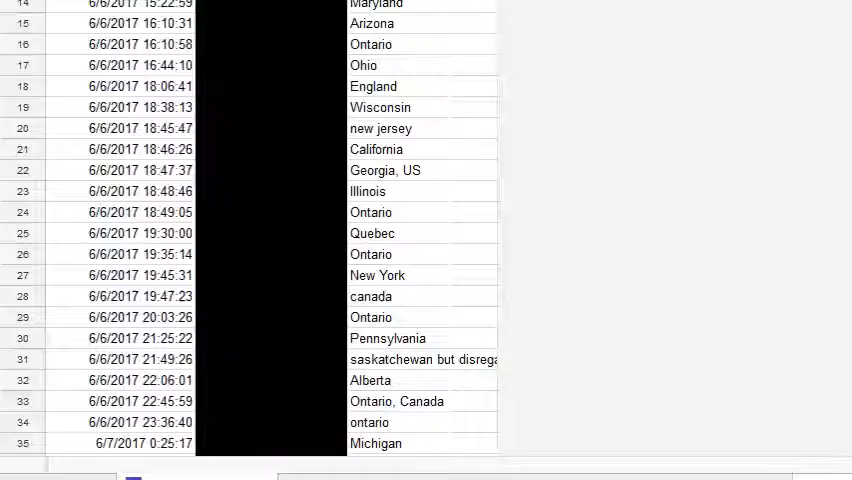 14 6/6/2017 15:22:59 Maryland
15 6/6/2017 16:10:31 Arizona
16 6/6/2017 16:10:58 Ontario
17 6/6/2017 16:44:10 Ohio
18 6/6/2017 18:06:41 England
19 6/6/2017 18:38:13 Wisconsin
20 6/6/2017 18:45:47 new jersey
21 6/6/2017 18:46:26 California
22 6/6/2017 18:47:37 Georgia, US
23 6/6/2017 18:48:46 Illinois
24 6/6/2017 18:49:05 Ontario
25 6/6/2017 19:30:00 Quebec
26 6/6/2017 19:35:14 Ontario
27 6/6/2017 19:45:31 New York
28 6/6/2017 19:47:23 canada
29 6/6/2017 20:03:26 Ontario
30 6/6/2017 21:25:22 Pennsylvania
31 6/6/2017 21:49:26 saskatchewan but disrega
32 6/6/2017 22:06:01 Alberta
33 6/6/2017 22:45:59 Ontario, Canada
34 6/6/2017 23:36:40 ontario
35 6/7/2017 0:25:17 Michigan